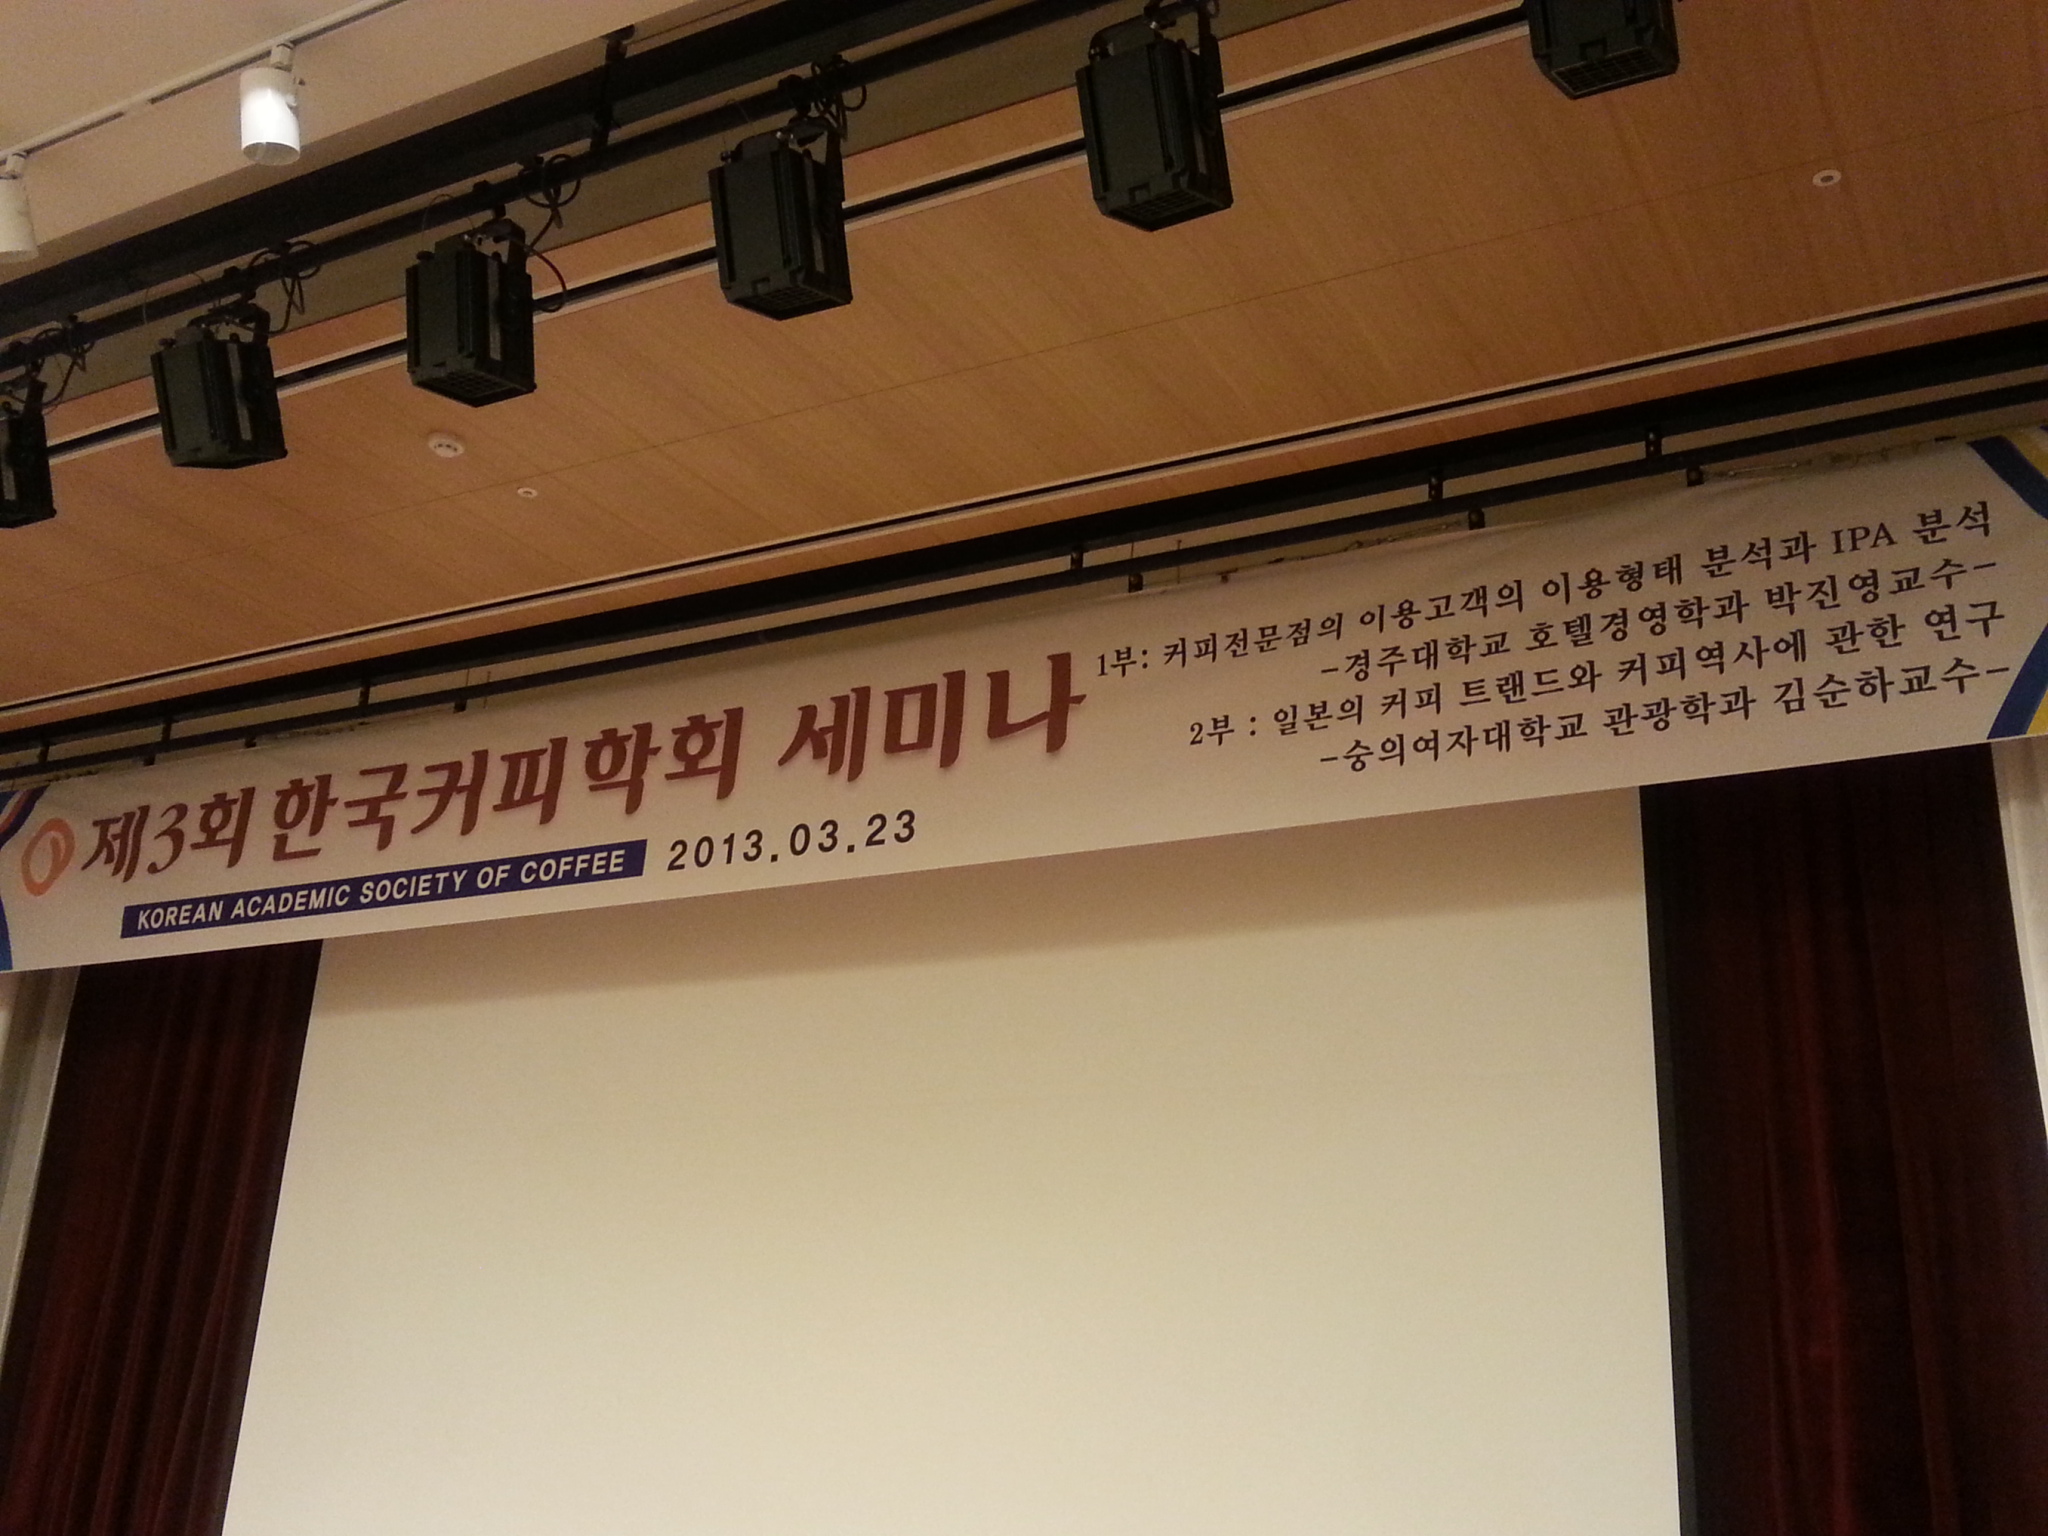 제3회 한국커피학회 세미나
KOREAN ACADEMIC SOCIETY OF COFFEE
2013.03.23
1부: 커피전문점의 이용고객의 이용형태 분석과 IPA 분석
-경주대학교 호텔경영학과 박진영교수-
2부 : 일본의 커피 트랜드와 커피역사에 관한 연구
-숭의여자대학교 관광학과 김순하교수-